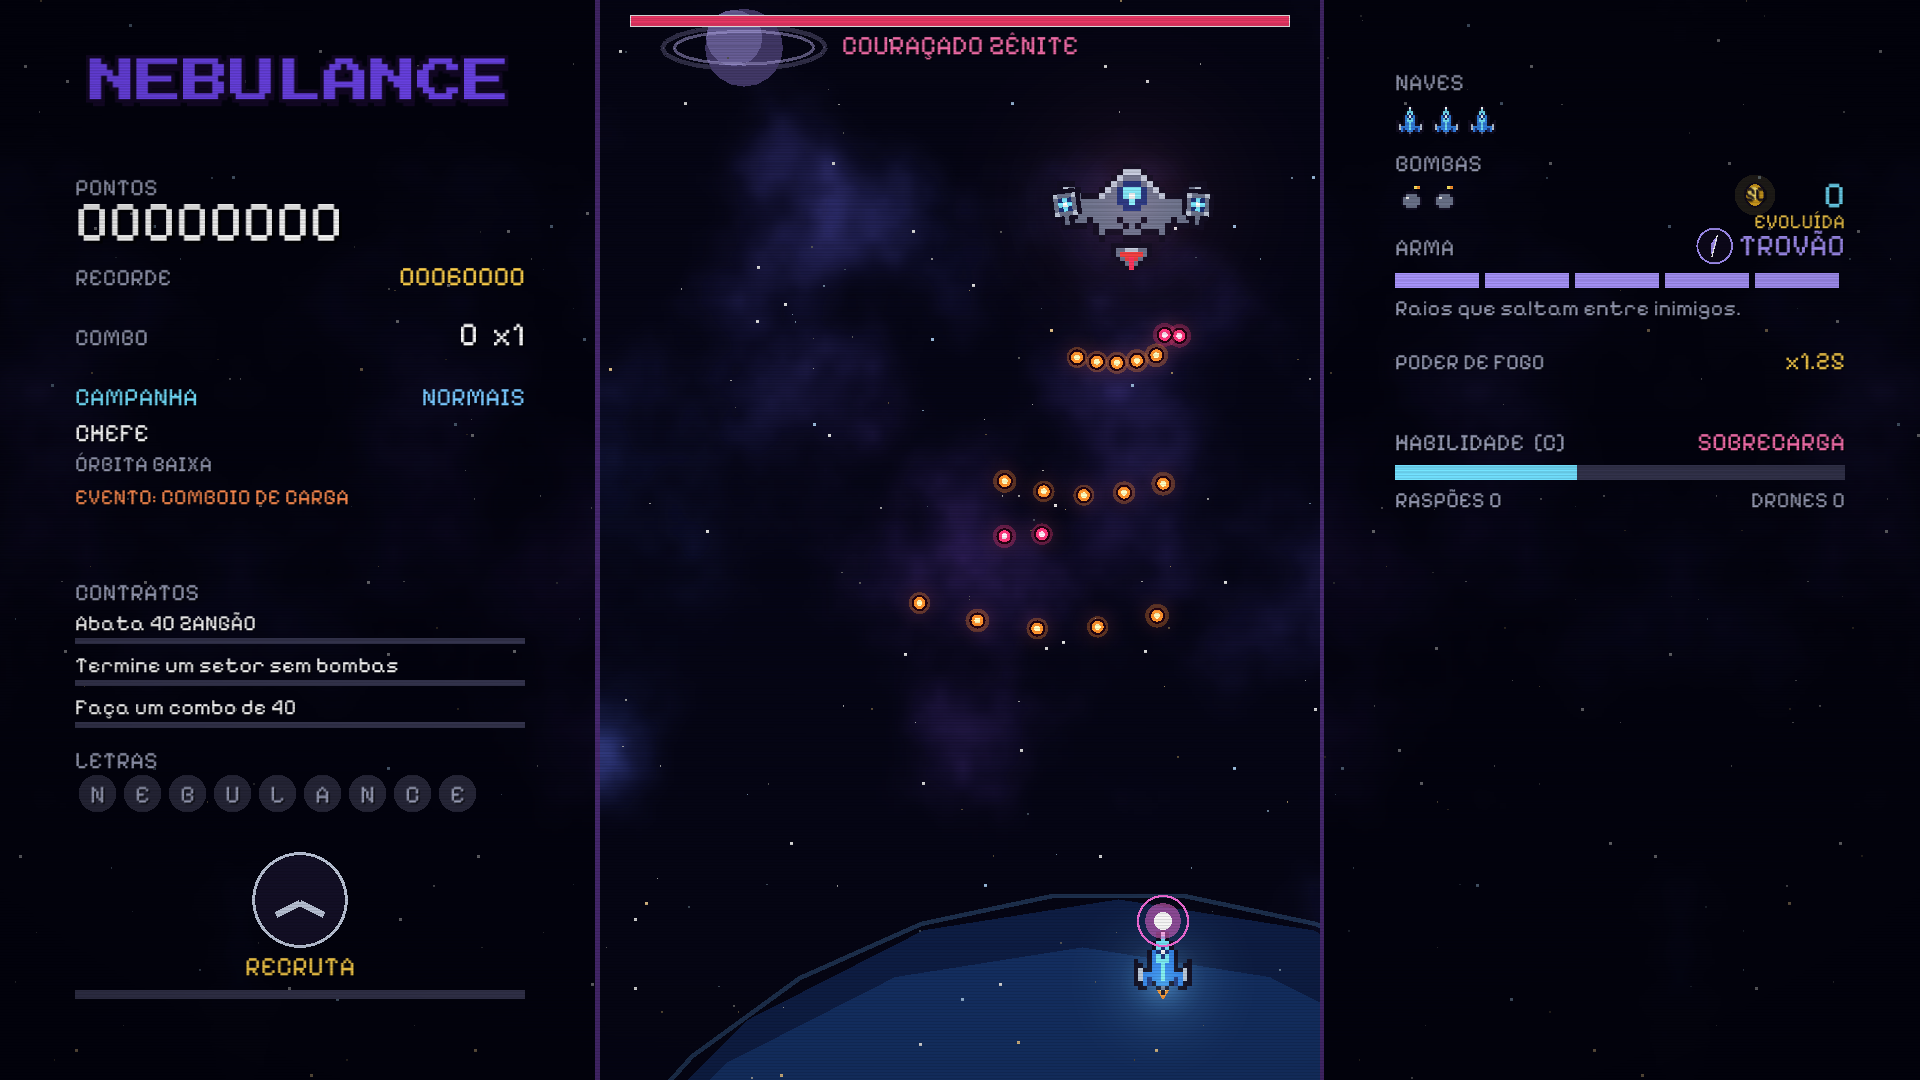 NEBULANCE
PONTOS
00000000
RECORDE 00060000
COMBO 0 x1
CAMPANHA NORMAIS
CHEFE
ÓRBITA BAIXA
EVENTO: COMBOIO DE CARGA
CONTRATOS
Abata 40 ZANGÃO
Termine um setor sem bombas
Faça um combo de 40
LETRAS
N E B U L A N C E
RECRUTA
COURAÇADO ZÊNITE
NAVES
BOMBAS
0
EVOLUÍDA
ARMA TROVÃO
Raios que saltam entre inimigos.
PODER DE FOGO x1.28
HABILIDADE (C) SOBRECARGA
RASPÕES 0 DRONES 0